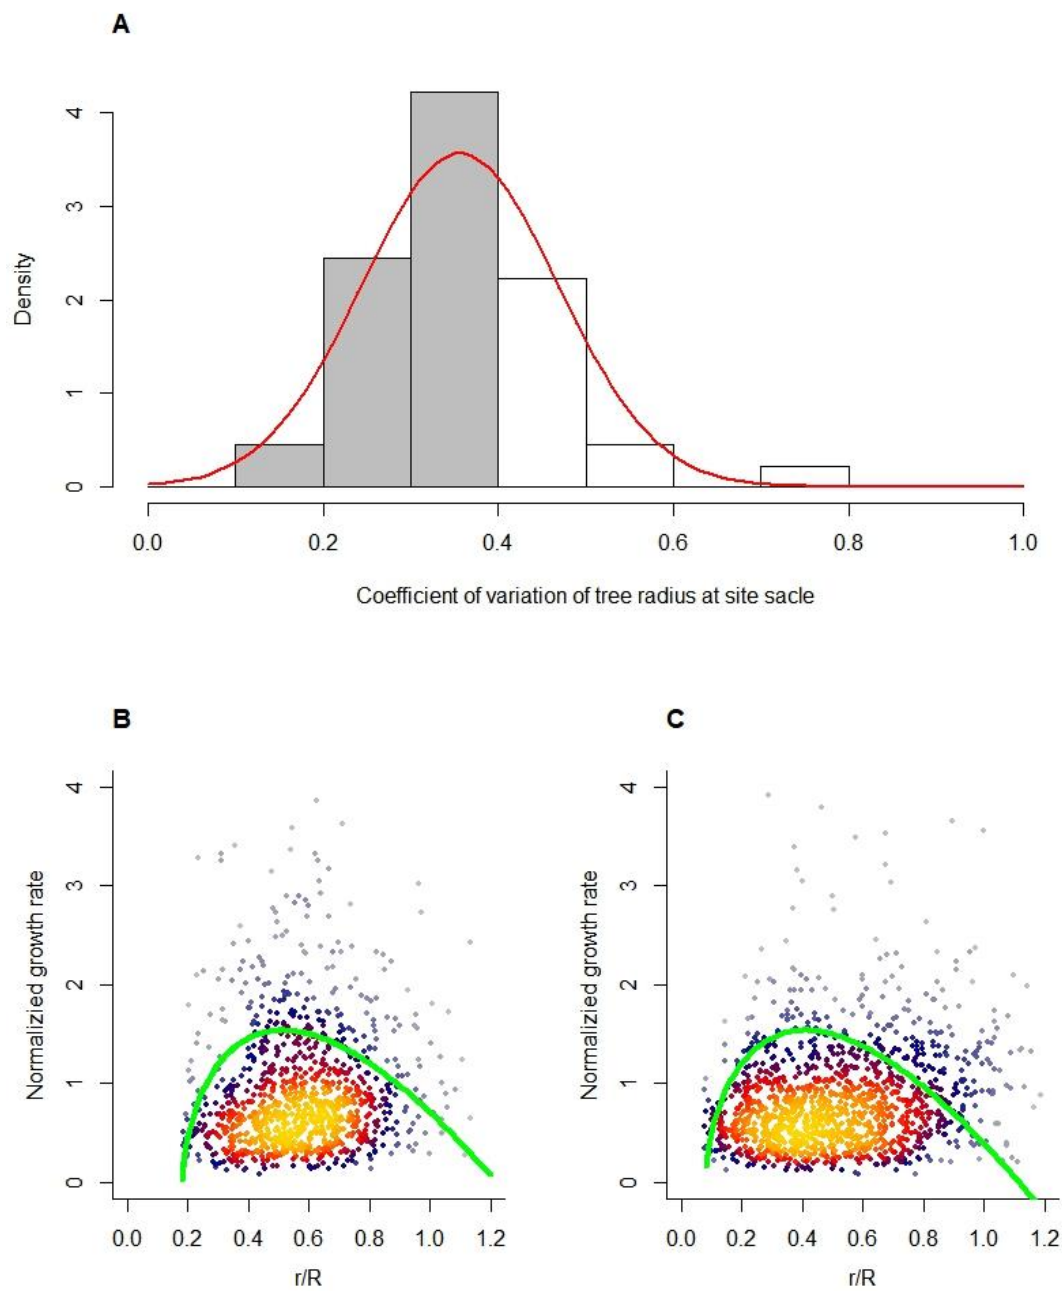 A
4
3
2
1
0
Density
0.0 0.2 0.4 0.6 0.8 1.0
Coefficient of variation of tree radius at site sacle
B
4
3
2
1
0
Normalizied growth rate
0.0 0.2 0.4 0.6 0.8 1.0 1.2
r/R
C
4
3
2
1
0
Normalizied growth rate
0.0 0.2 0.4 0.6 0.8 1.0 1.2
r/R